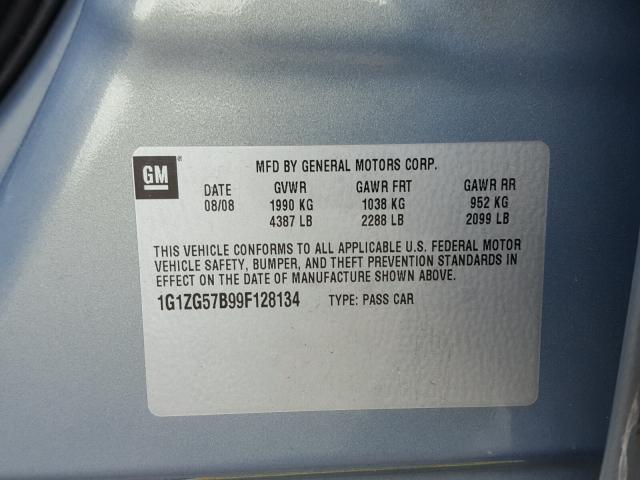 GM ®
MFD BY GENERAL MOTORS CORP.
DATE GVWR GAWR FRT GAWR RR
08/08 1990 KG 1038 KG 952 KG
4387 LB 2288 LB 2099 LB
THIS VEHICLE CONFORMS TO ALL APPLICABLE U.S. FEDERAL MOTOR
VEHICLE SAFETY, BUMPER, AND THEFT PREVENTION STANDARDS IN
EFFECT ON THE DATE OF MANUFACTURE SHOWN ABOVE.
1G1ZG57B99F128134 TYPE: PASS CAR